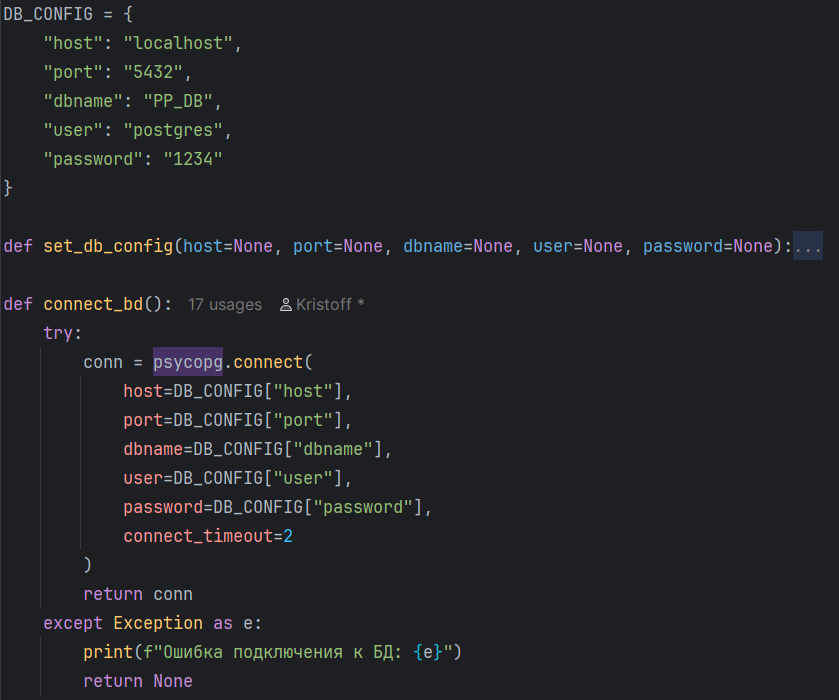 DB_CONFIG = {
    "host": "localhost",
    "port": "5432",
    "dbname": "PP_DB",
    "user": "postgres",
    "password": "1234"
}
def set_db_config(host=None, port=None, dbname=None, user=None, password=None):...
def connect_bd(): 17 usages Kristoff *
    try:
        conn = psycopg.connect(
            host=DB_CONFIG["host"],
            port=DB_CONFIG["port"],
            dbname=DB_CONFIG["dbname"],
            user=DB_CONFIG["user"],
            password=DB_CONFIG["password"],
            connect_timeout=2
        )
        return conn
    except Exception as e:
        print(f"Ошибка подключения к БД: {e}")
        return None